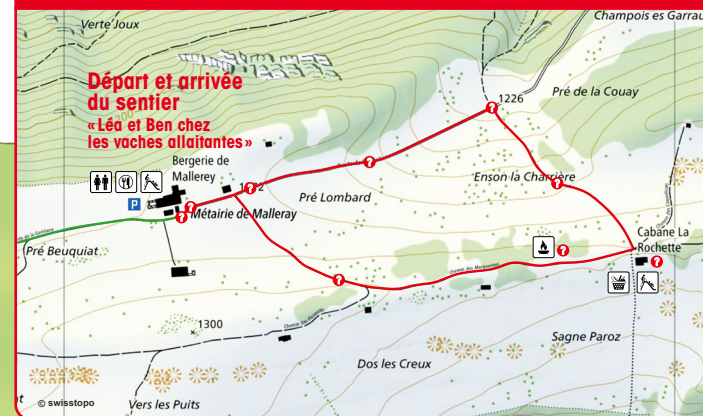 Verte Joux
Champois es Garrau
Départ et arrivée
du sentier
«Léa et Ben chez
les vaches allaitantes»
1226
Pré de la Couay
Bergerie de
Mallerey
Enson la Charrière
Pré Lombard
P
Métairie de Malleray
Cabane La
Rochette
Pré Beuquiat
Chemin des
1300
Sagne Paroz
Dos les Creux
Vers les Puits
© swisstopo